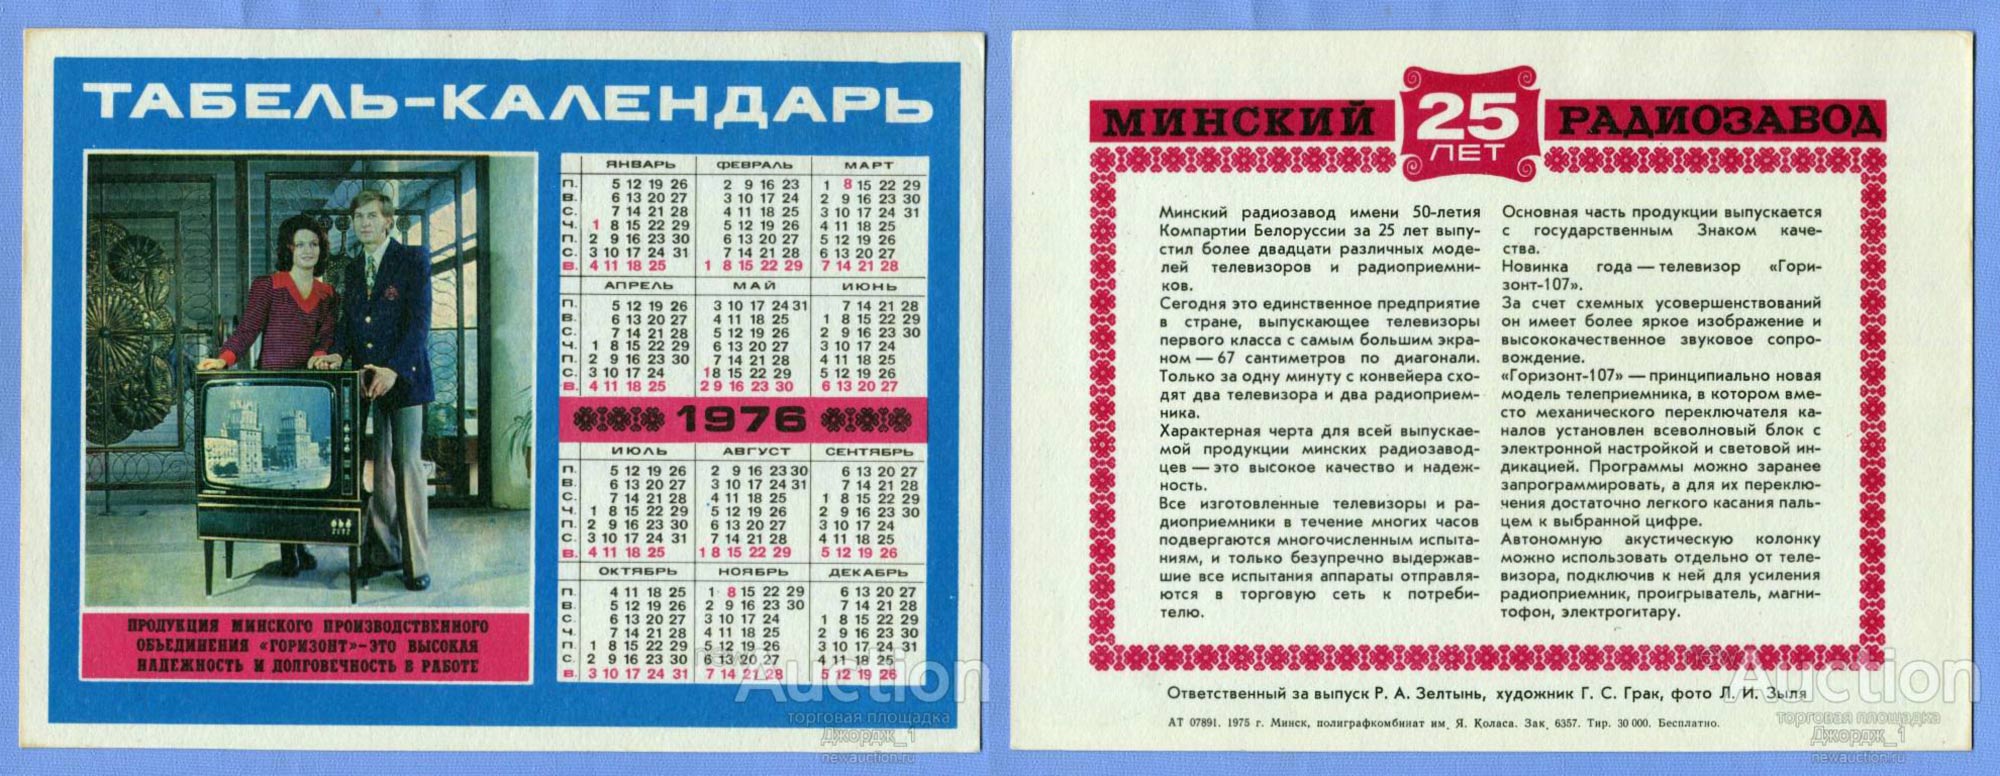 ТАБЕЛЬ-КАЛЕНДАРЬ
ПРОДУКЦИЯ МИНСКОГО ПРОИЗВОДСТВЕННОГО
ОБЪЕДИНЕНИЯ «ГОРИЗОНТ»-ЭТО ВЫСОКАЯ
НАДЕЖНОСТЬ И ДОЛГОВЕЧНОСТЬ В РАБОТЕ
ЯНВАРЬ ФЕВРАЛЬ МАРТ
П. 5 12 19 26 2 9 16 23 1 8 15 22 29
В. 6 13 20 27 3 10 17 24 2 9 16 23 30
С. 7 14 21 28 4 11 18 25 3 10 17 24 31
Ч. 1 8 15 22 29 5 12 19 26 4 11 18 25
П. 2 9 16 23 30 6 13 20 27 5 12 19 26
С. 3 10 17 24 31 7 14 21 28 6 13 20 27
В. 4 11 18 25 1 8 15 22 29 7 14 21 28
АПРЕЛЬ МАЙ ИЮНЬ
П. 5 12 19 26 3 10 17 24 31 7 14 21 28
В. 6 13 20 27 4 11 18 25 1 8 15 22 29
С. 7 14 21 28 5 12 19 26 2 9 16 23 30
Ч. 1 8 15 22 29 6 13 20 27 3 10 17 24
П. 2 9 16 23 30 7 14 21 28 4 11 18 25
С. 3 10 17 24 1 8 15 22 29 5 12 19 26
В. 4 11 18 25 2 9 16 23 30 6 13 20 27
1976
ИЮЛЬ АВГУСТ СЕНТЯБРЬ
П. 5 12 19 26 2 9 16 23 30 6 13 20 27
В. 6 13 20 27 3 10 17 24 31 7 14 21 28
С. 7 14 21 28 4 11 18 25 1 8 15 22 29
Ч. 1 8 15 22 29 5 12 19 26 2 9 16 23 30
П. 2 9 16 23 30 6 13 20 27 3 10 17 24
С. 3 10 17 24 31 7 14 21 28 4 11 18 25
В. 4 11 18 25 1 8 15 22 29 5 12 19 26
ОКТЯБРЬ НОЯБРЬ ДЕКАБРЬ
П. 4 11 18 25 1 8 15 22 29 6 13 20 27
В. 5 12 19 26 2 9 16 23 30 7 14 21 28
С. 6 13 20 27 3 10 17 24 1 8 15 22 29
Ч. 7 14 21 28 4 11 18 25 2 9 16 23 30
П. 1 8 15 22 29 5 12 19 26 3 10 17 24 31
С. 2 9 16 23 30 6 13 20 27 4 11 18 25
В. 3 10 17 24 31 7 14 21 28 5 12 19 26
МИНСКИЙ 25 РАДИОЗАВОД
ЛЕТ
Минский радиозавод имени 50-летия
Компартии Белоруссии за 25 лет выпу-
стил более двадцати различных моде-
лей телевизоров и радиоприемни-
ков.
Сегодня это единственное предприятие
в стране, выпускающее телевизоры
первого класса с самым большим экра-
ном — 67 сантиметров по диагонали.
Только за одну минуту с конвейера схо-
дят два телевизора и два радиоприем-
ника.
Характерная черта для всей выпускае-
мой продукции минских радиозавод-
цев — это высокое качество и надеж-
ность.
Все изготовленные телевизоры и ра-
диоприемники в течение многих часов
подвергаются многочисленным испыта-
ниям, и только безупречно выдержав-
шие все испытания аппараты отправля-
ются в торговую сеть к потреби-
телю.
Основная часть продукции выпускается
с государственным Знаком каче-
ства.
Новинка года — телевизор «Гори-
зонт-107».
За счет схемных усовершенствований
он имеет более яркое изображение и
высококачественное звуковое сопро-
вождение.
«Горизонт-107» — принципиально новая
модель телеприемника, в котором вме-
сто механического переключателя ка-
налов установлен всеволновый блок с
электронной настройкой и световой ин-
дикацией. Программы можно заранее
запрограммировать, а для их переклю-
чения достаточно легкого касания паль-
цем к выбранной цифре.
Автономную акустическую колонку
можно использовать отдельно от теле-
визора, подключив к ней для усиления
радиоприемник, проигрыватель, магни-
тофон, электрогитару.
Ответственный за выпуск Р. А. Зелтынь, художник Г. С. Грак, фото Л. И. Зыля
АТ 07891. 1975 г. Минск, полиграфкомбинат им. Я. Коласа. Зак. 6357. Тир. 30 000. Бесплатно.
Auction
торговая площадка
Джордж_1
newauction.ru
new Auction
торговая площадка
Джордж_1
newauction.ru